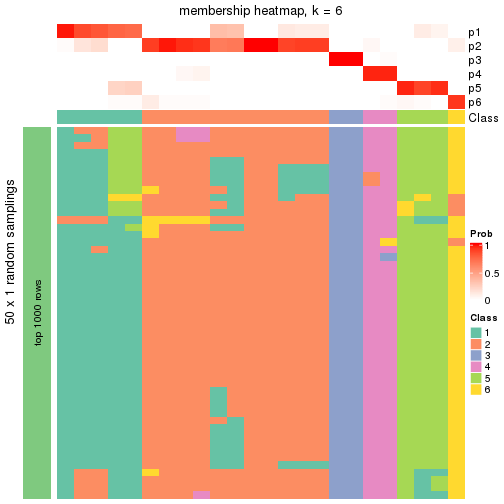 membership heatmap, k = 6
p1
p2
p3
p4
p5
p6
Class
50 x 1 random samplings
top 1000 rows
Prob
1
0.5
0
Class
1
2
3
4
5
6